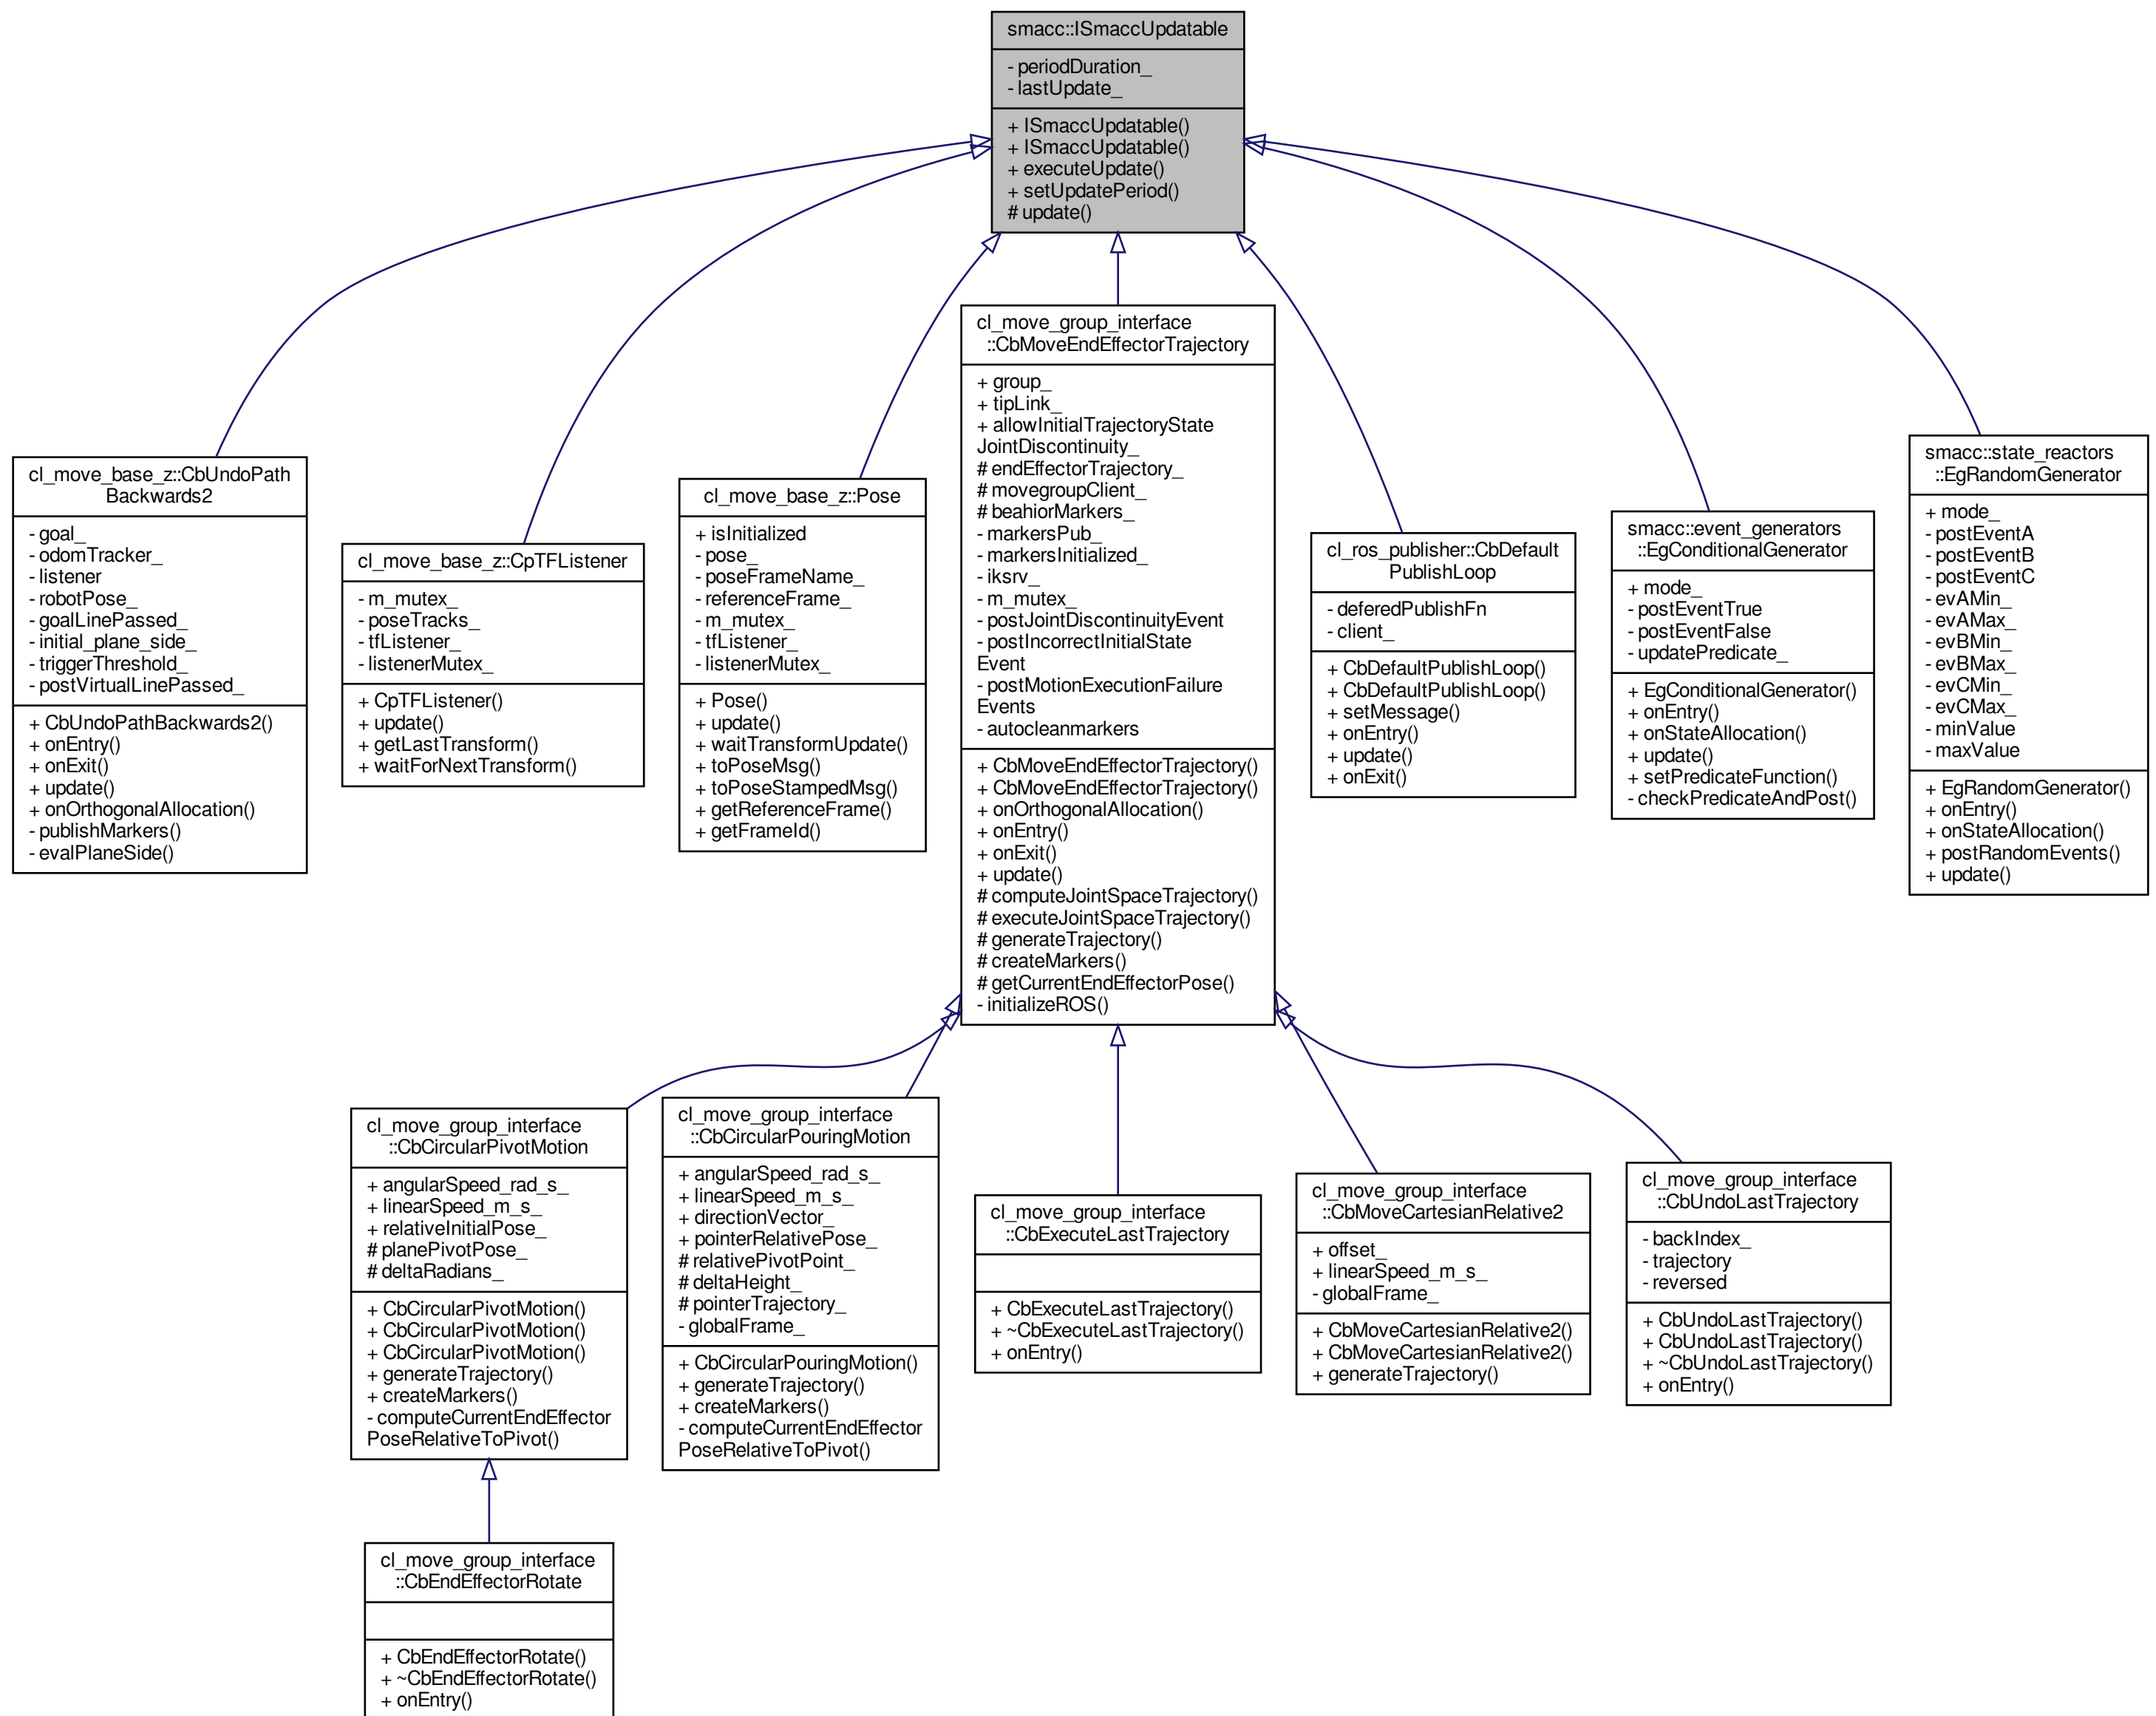 smacc::ISmaccUpdatable
- periodDuration_
- lastUpdate_
+ ISmaccUpdatable()
+ ISmaccUpdatable()
+ executeUpdate()
+ setUpdatePeriod()
# update()
cl_move_base_z::CbUndoPath
Backwards2
- goal_
- odomTracker_
- listener
- robotPose_
- goalLinePassed_
- initial_plane_side_
- triggerThreshold_
- postVirtualLinePassed_
+ CbUndoPathBackwards2()
+ onEntry()
+ onExit()
+ update()
+ onOrthogonalAllocation()
- publishMarkers()
- evalPlaneSide()
cl_move_base_z::CpTFListener
- m_mutex_
- poseTracks_
- tfListener_
- listenerMutex_
+ CpTFListener()
+ update()
+ getLastTransform()
+ waitForNextTransform()
cl_move_base_z::Pose
+ isInitialized
- pose_
- poseFrameName_
- referenceFrame_
- m_mutex_
- tfListener_
- listenerMutex_
+ Pose()
+ update()
+ waitTransformUpdate()
+ toPoseMsg()
+ toPoseStampedMsg()
+ getReferenceFrame()
+ getFrameId()
cl_move_group_interface
::CbMoveEndEffectorTrajectory
+ group_
+ tipLink_
+ allowInitialTrajectoryState
JointDiscontinuity_
# endEffectorTrajectory_
# movegroupClient_
# beahiorMarkers_
- markersPub_
- markersInitialized_
- iksrv_
- m_mutex_
- postJointDiscontinuityEvent
- postIncorrectInitialState
Event
- postMotionExecutionFailure
Events
- autocleanmarkers
+ CbMoveEndEffectorTrajectory()
+ CbMoveEndEffectorTrajectory()
+ onOrthogonalAllocation()
+ onEntry()
+ onExit()
+ update()
# computeJointSpaceTrajectory()
# executeJointSpaceTrajectory()
# generateTrajectory()
# createMarkers()
# getCurrentEndEffectorPose()
- initializeROS()
cl_ros_publisher::CbDefault
PublishLoop
- deferedPublishFn
- client_
+ CbDefaultPublishLoop()
+ CbDefaultPublishLoop()
+ setMessage()
+ onEntry()
+ update()
+ onExit()
smacc::event_generators
::EgConditionalGenerator
+ mode_
- postEventTrue
- postEventFalse
- updatePredicate_
+ EgConditionalGenerator()
+ onEntry()
+ onStateAllocation()
+ update()
+ setPredicateFunction()
- checkPredicateAndPost()
smacc::state_reactors
::EgRandomGenerator
+ mode_
- postEventA
- postEventB
- postEventC
- evAMin_
- evAMax_
- evBMin_
- evBMax_
- evCMin_
- evCMax_
- minValue
- maxValue
+ EgRandomGenerator()
+ onEntry()
+ onStateAllocation()
+ postRandomEvents()
+ update()
cl_move_group_interface
::CbCircularPivotMotion
+ angularSpeed_rad_s_
+ linearSpeed_m_s_
+ relativeInitialPose_
# planePivotPose_
# deltaRadians_
+ CbCircularPivotMotion()
+ CbCircularPivotMotion()
+ CbCircularPivotMotion()
+ generateTrajectory()
+ createMarkers()
- computeCurrentEndEffector
PoseRelativeToPivot()
cl_move_group_interface
::CbCircularPouringMotion
+ angularSpeed_rad_s_
+ linearSpeed_m_s_
+ directionVector_
+ pointerRelativePose_
# relativePivotPoint_
# deltaHeight_
# pointerTrajectory_
- globalFrame_
+ CbCircularPouringMotion()
+ generateTrajectory()
+ createMarkers()
- computeCurrentEndEffector
PoseRelativeToPivot()
cl_move_group_interface
::CbExecuteLastTrajectory
+ CbExecuteLastTrajectory()
+ ~CbExecuteLastTrajectory()
+ onEntry()
cl_move_group_interface
::CbMoveCartesianRelative2
+ offset_
+ linearSpeed_m_s_
- globalFrame_
+ CbMoveCartesianRelative2()
+ CbMoveCartesianRelative2()
+ generateTrajectory()
cl_move_group_interface
::CbUndoLastTrajectory
- backIndex_
- trajectory
- reversed
+ CbUndoLastTrajectory()
+ CbUndoLastTrajectory()
+ ~CbUndoLastTrajectory()
+ onEntry()
cl_move_group_interface
::CbEndEffectorRotate
+ CbEndEffectorRotate()
+ ~CbEndEffectorRotate()
+ onEntry()